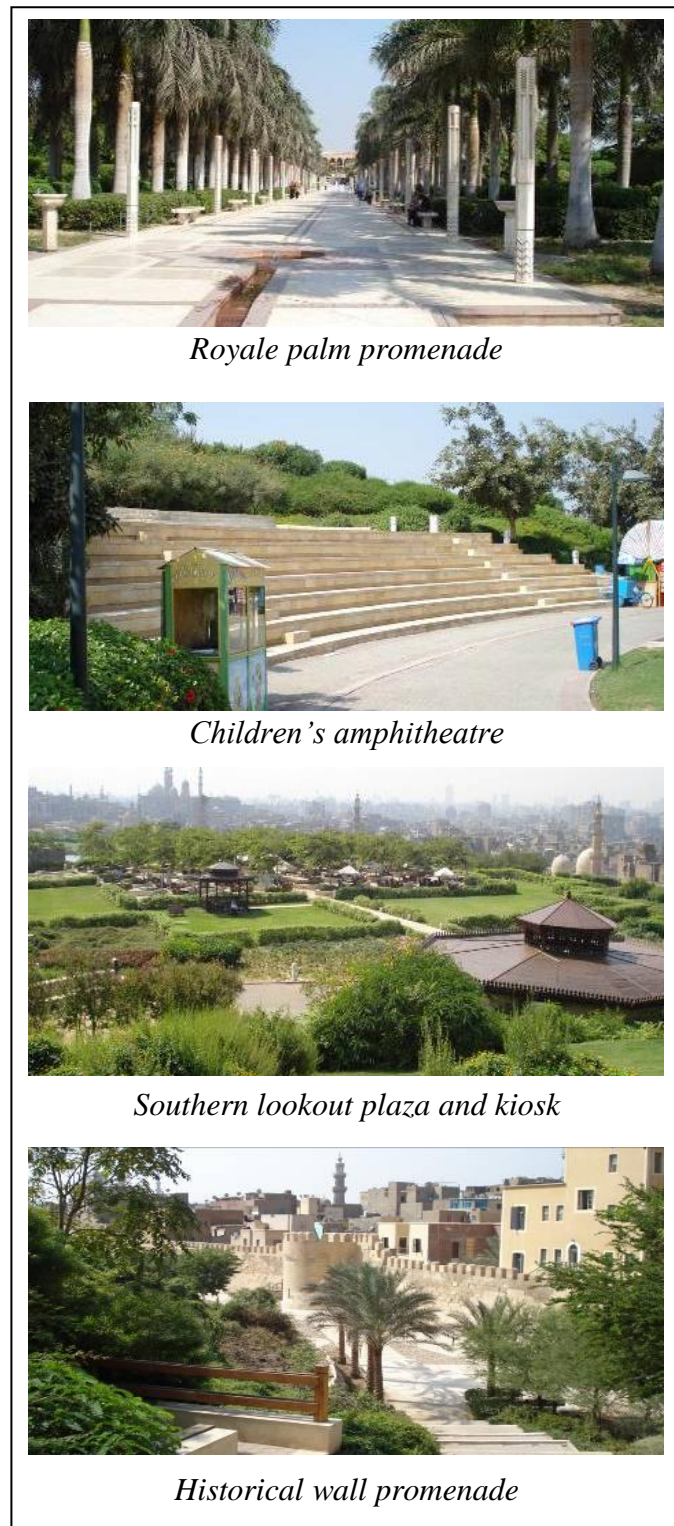 Royale palm promenade
Children's amphitheatre
Southern lookout plaza and kiosk
Historical wall promenade